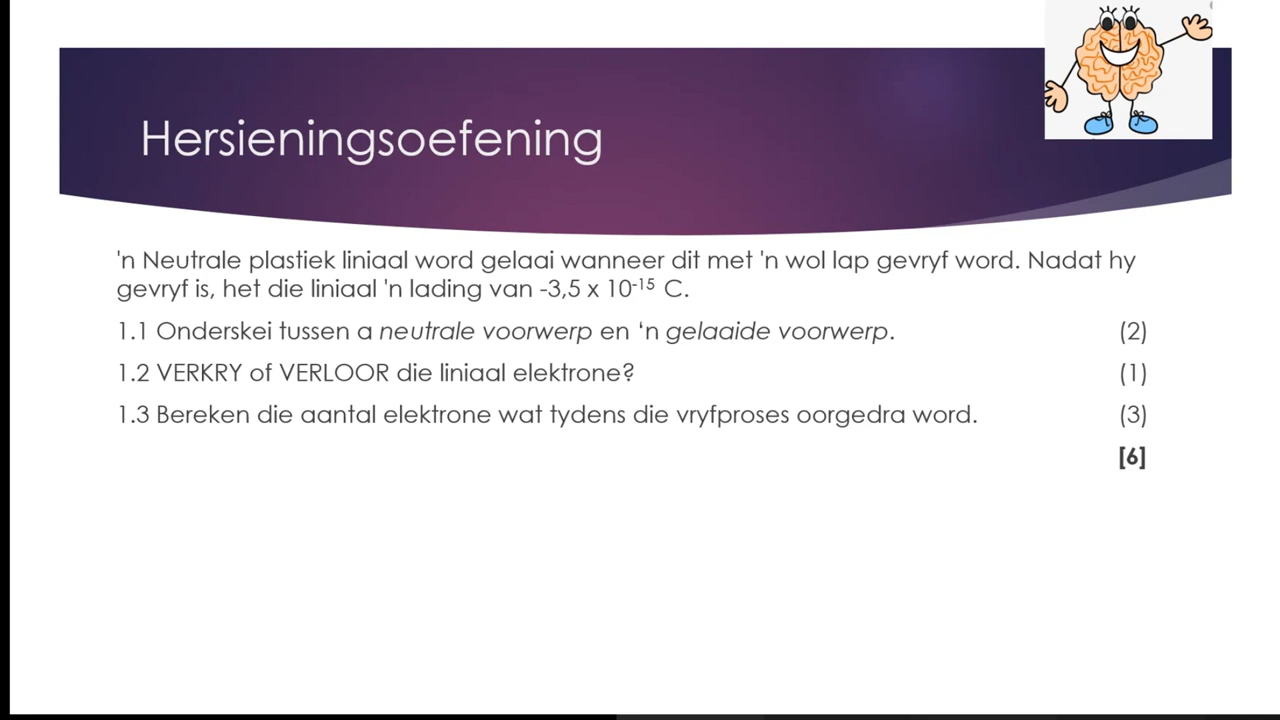 Hersieningsoefening
'n Neutrale plastiek liniaal word gelaai wanneer dit met 'n wol lap gevryf word. Nadat hy
gevryf is, het die liniaal 'n lading van -3,5 x 10⁻¹⁵ C.
1.1 Onderskei tussen a neutrale voorwerp en ‘n gelaaide voorwerp. (2)
1.2 VERKRY of VERLOOR die liniaal elektrone? (1)
1.3 Bereken die aantal elektrone wat tydens die vryfproses oorgedra word. (3)
[6]